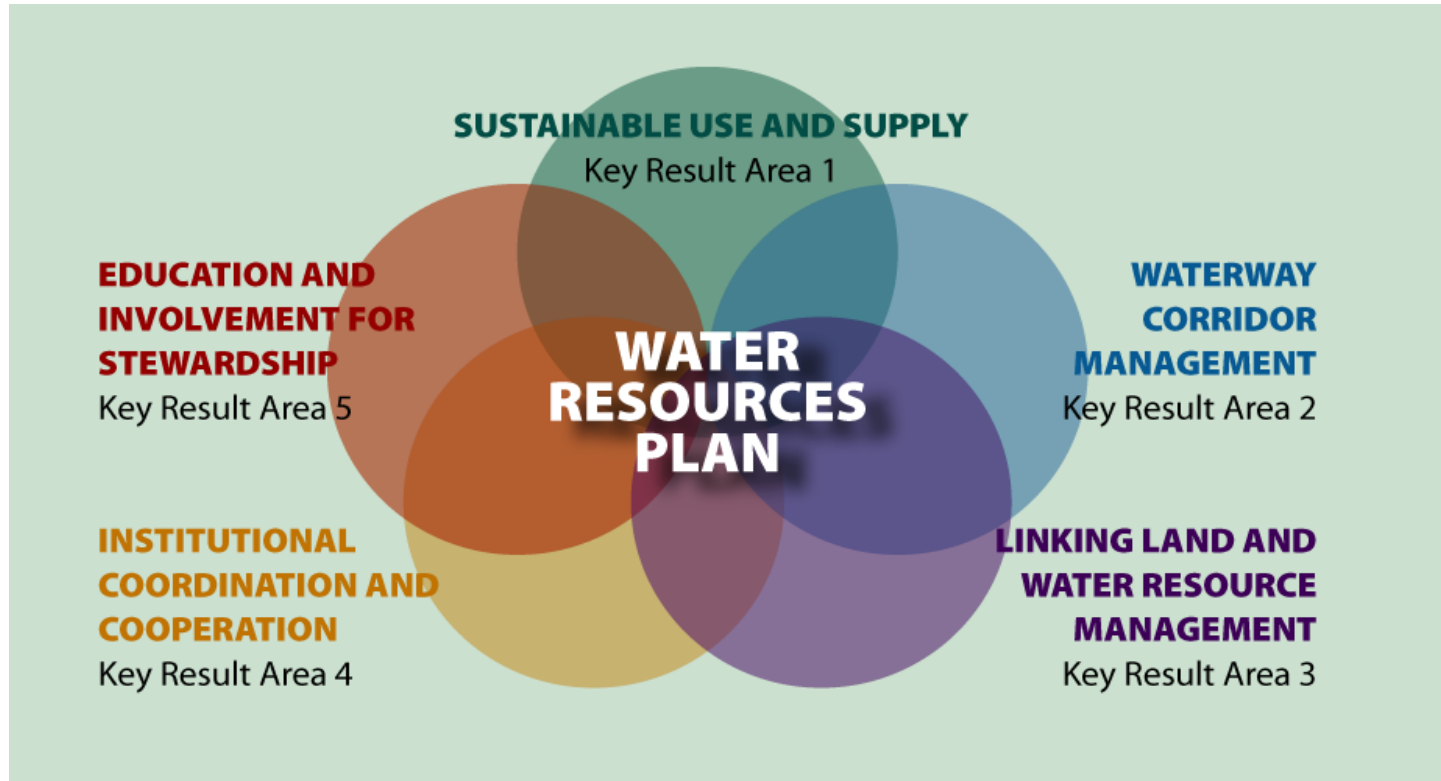 SUSTAINABLE USE AND SUPPLY
Key Result Area 1
WATERWAY
CORRIDOR
MANAGEMENT
Key Result Area 2
LINKING LAND AND
WATER RESOURCE
MANAGEMENT
Key Result Area 3
INSTITUTIONAL
COORDINATION AND
COOPERATION
Key Result Area 4
EDUCATION AND
INVOLVEMENT FOR
STEWARDSHIP
Key Result Area 5
WATER
RESOURCES
PLAN